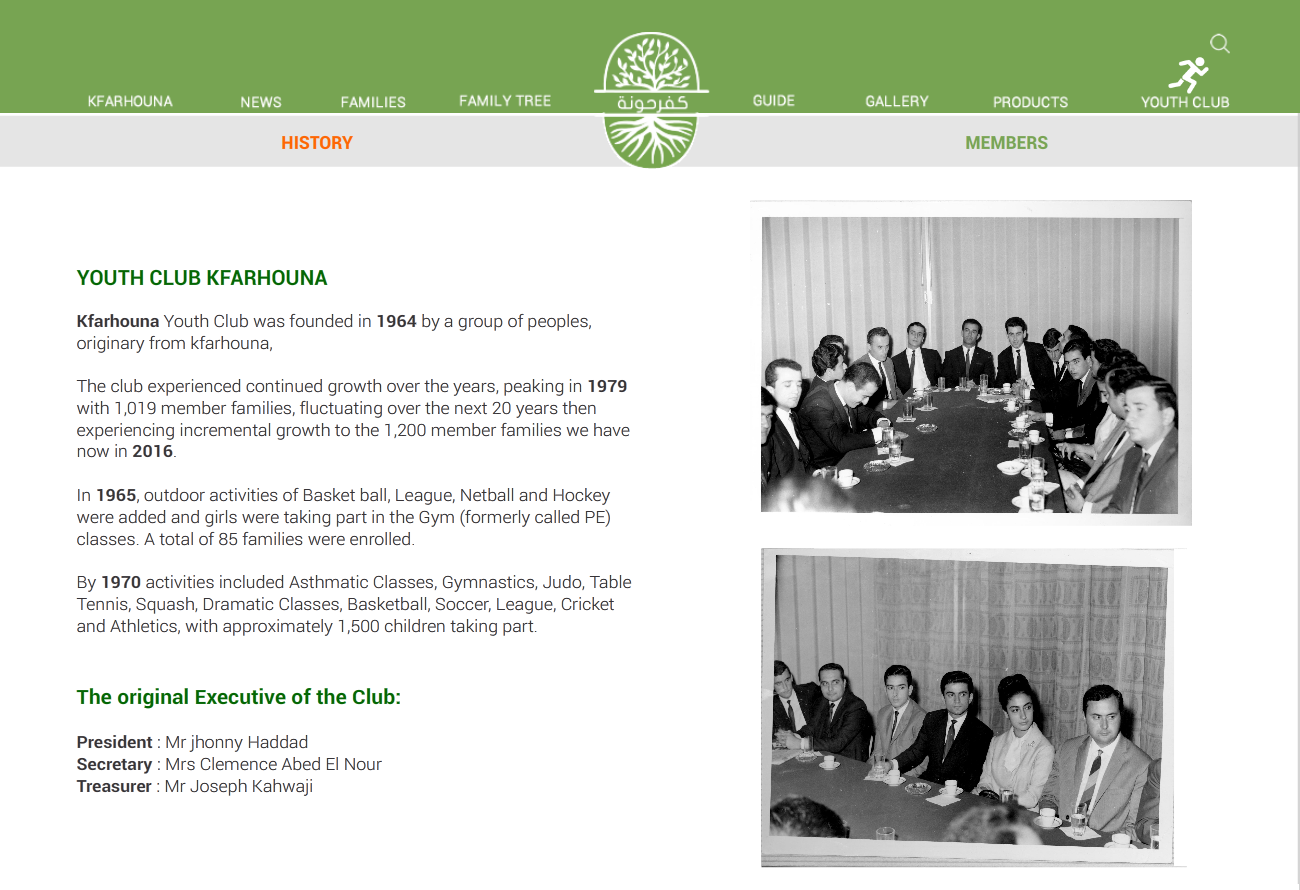 KFARHOUNA
NEWS
FAMILIES
FAMILY TREE
كفرحونة
GUIDE
GALLERY
PRODUCTS
YOUTH CLUB
HISTORY
MEMBERS
YOUTH CLUB KFARHOUNA
Kfarhouna Youth Club was founded in 1964 by a group of peoples,
originary from kfarhouna,
The club experienced continued growth over the years, peaking in 1979
with 1,019 member families, fluctuating over the next 20 years then
experiencing incremental growth to the 1,200 member families we have
now in 2016.
In 1965, outdoor activities of Basket ball, League, Netball and Hockey
were added and girls were taking part in the Gym (formerly called PE)
classes. A total of 85 families were enrolled.
By 1970 activities included Asthmatic Classes, Gymnastics, Judo, Table
Tennis, Squash, Dramatic Classes, Basketball, Soccer, League, Cricket
and Athletics, with approximately 1,500 children taking part.
The original Executive of the Club:
President : Mr jhonny Haddad
Secretary : Mrs Clemence Abed El Nour
Treasurer : Mr Joseph Kahwaji